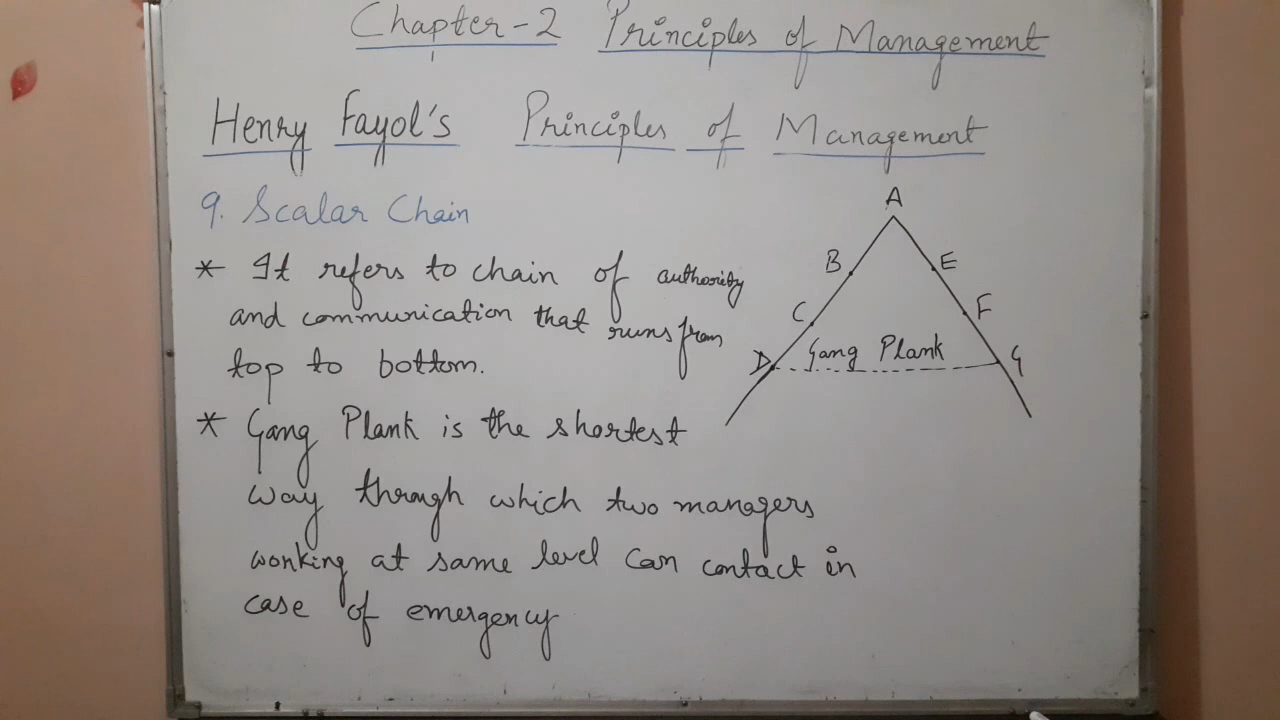 Chapter-2 Principles of Management
Henry Fayol's Principles of Management
9. Scalar Chain
* It refers to chain of authority
and communication that runs from
top to bottom.
* Gang Plank is the shortest
way through which two managers
working at same level can contact in
case of emergency
A
B E
C F
D Gang Plank G